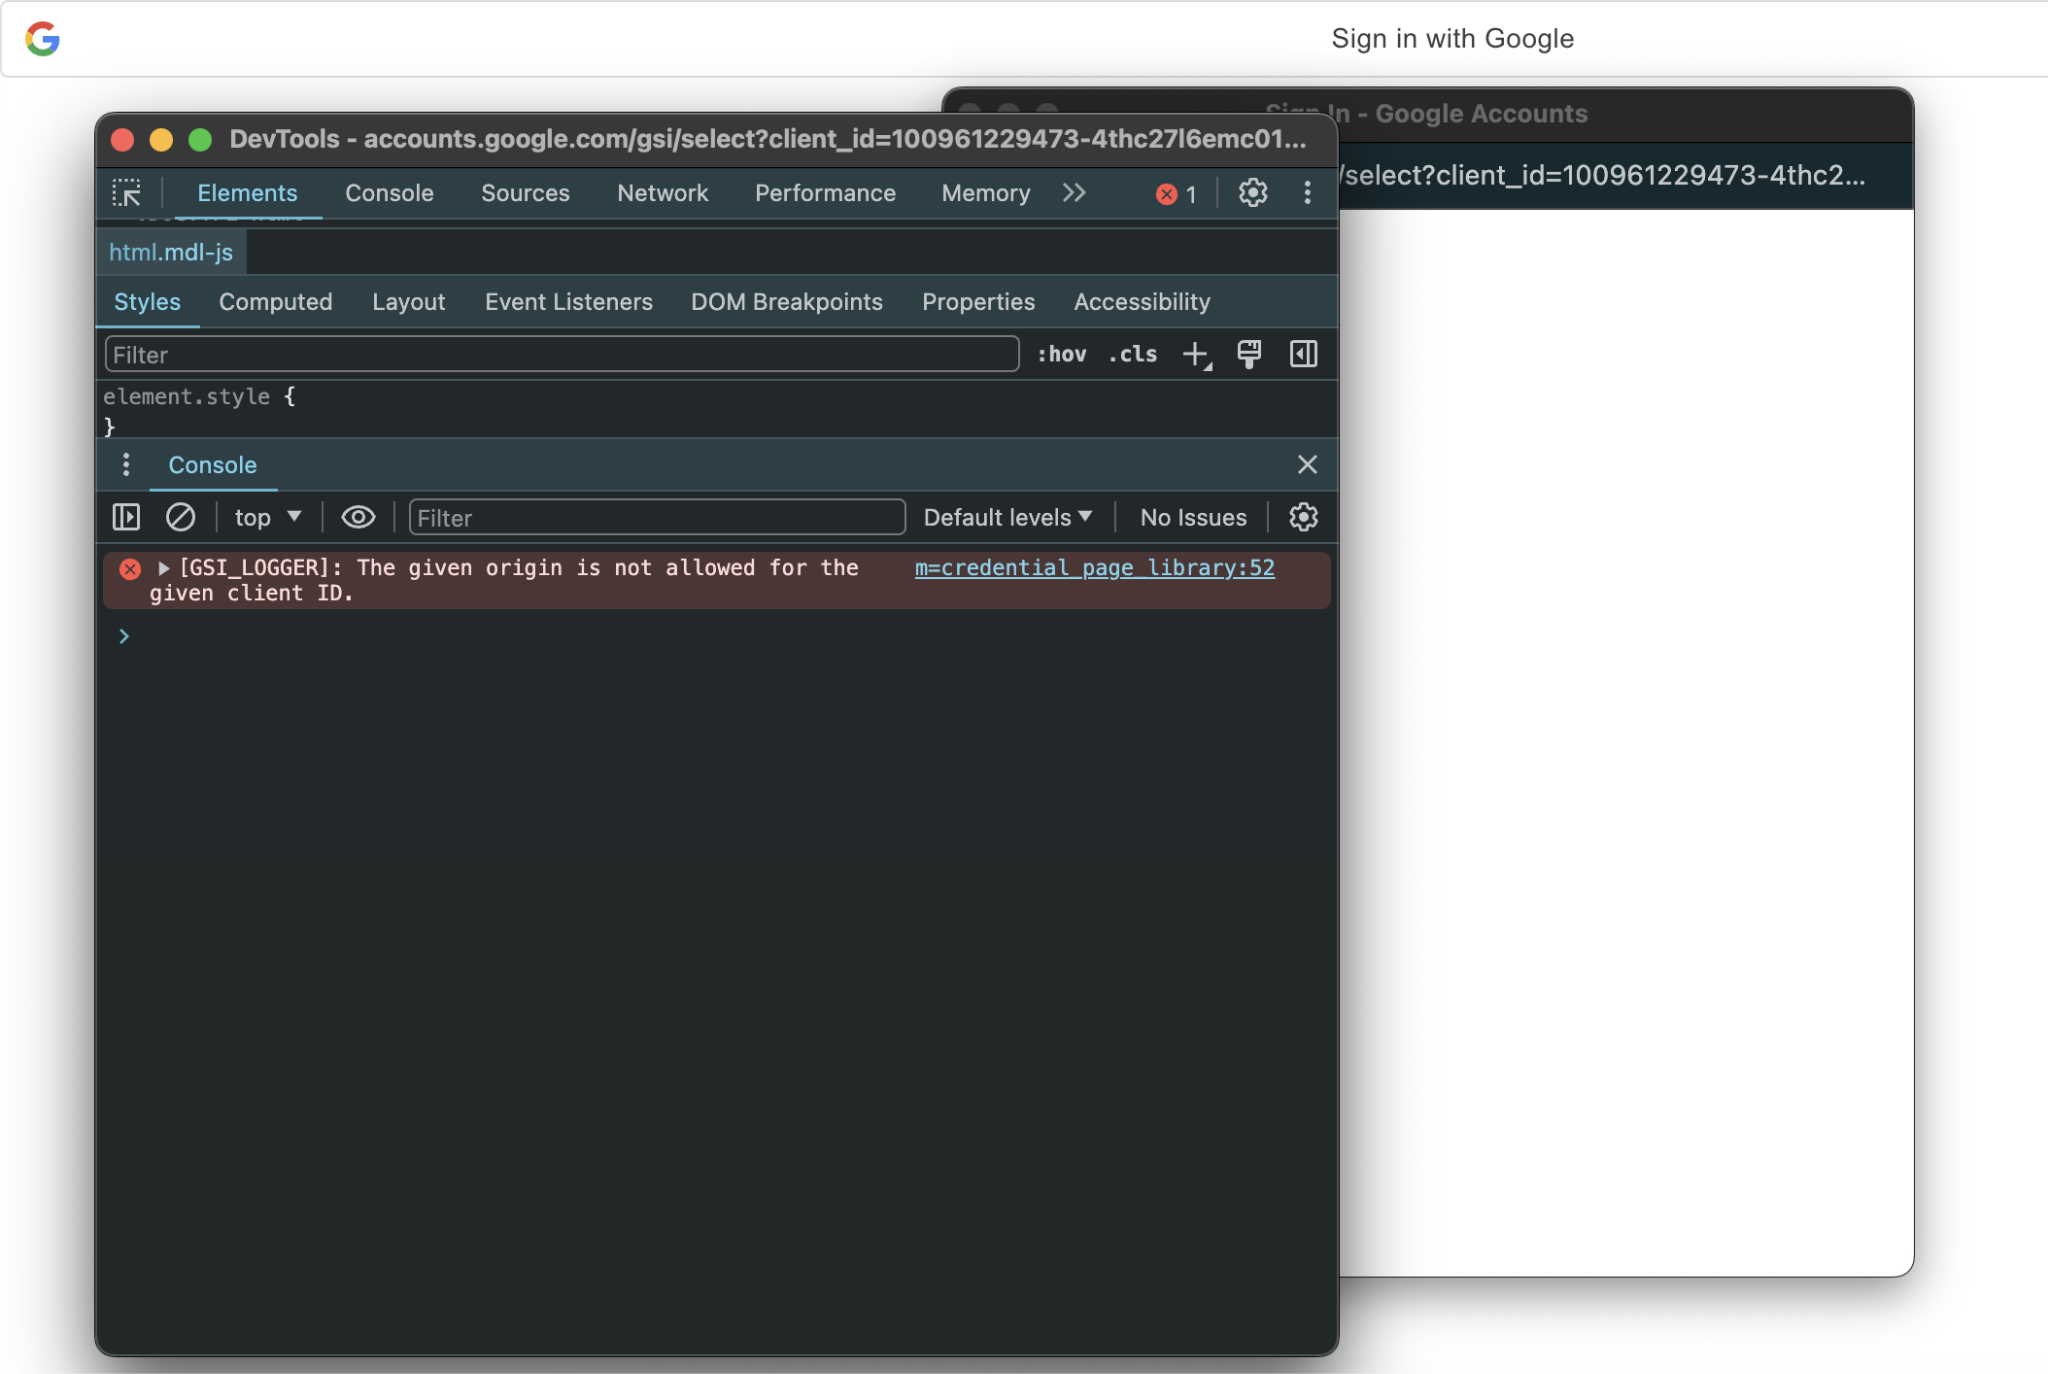 Sign in with Google
Sign In - Google Accounts
/select?client_id=100961229473-4thc2...
DevTools - accounts.google.com/gsi/select?client_id=100961229473-4thc27l6emc01...
Elements Console Sources Network Performance Memory 1
html.mdl-js
Styles Computed Layout Event Listeners DOM Breakpoints Properties Accessibility
Filter :hov .cls
element.style {
}
Console
top Filter Default levels No Issues
[GSI_LOGGER]: The given origin is not allowed for the m=credential_page_library:52
given client ID.